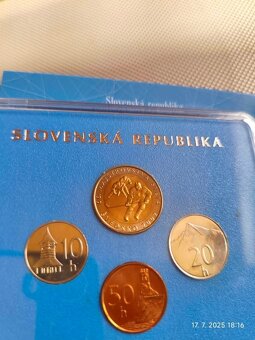 Slovenská republika
SLOVENSKÁ REPUBLIKA
10
h
20
h
50
h
17. 7. 2025 18:16